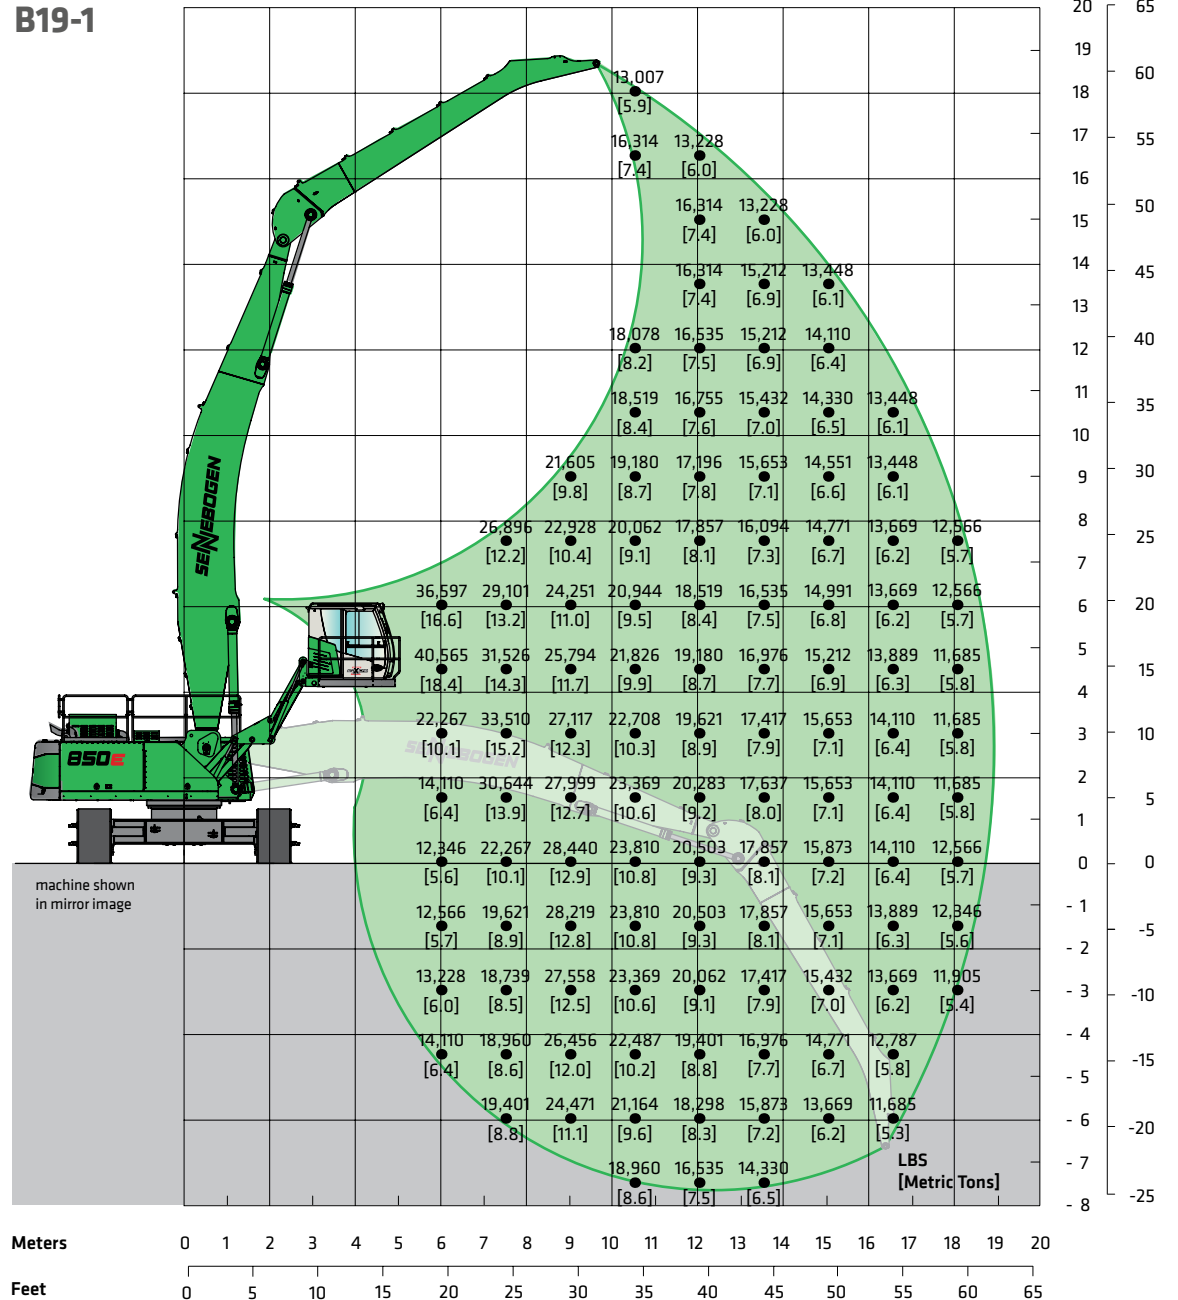 B19-1
20 65
19
13,007
60
18
[5.9]
17
55
16,314 13,228
[7.4] [6.0]
16
16,314 13,228
50
15
[7.4] [6.0]
14
16,314 15,212 13,448
45
[7.4] [6.9] [6.1]
13
18,078 16,535 15,212 14,110
40
12
[8.2] [7.5] [6.9] [6.4]
11
18,519 16,755 15,432 14,330 13,448
35
[8.4] [7.6] [7.0] [6.5] [6.1]
10
21,605 19,180 17,196 15,653 14,551 13,448
30
9
[9.8] [8.7] [7.8] [7.1] [6.6] [6.1]
SENNEBOGEN
8
26,896 22,928 20,062 17,857 16,094 14,771 13,669 12,566
25
[12.2] [10.4] [9.1] [8.1] [7.3] [6.7] [6.2] [5.7]
7
36,597 29,101 24,251 20,944 18,519 16,535 14,991 13,669 12,566
20
6
[16.6] [13.2] [11.0] [9.5] [8.4] [7.5] [6.8] [6.2] [5.7]
5
40,565 31,526 25,794 21,826 19,180 16,976 15,212 13,889 11,685
15
[18.4] [14.3] [11.7] [9.9] [8.7] [7.7] [6.9] [6.3] [5.8]
4
22,267 33,510 27,117 22,708 19,621 17,417 15,653 14,110 11,685
3 10
[10.1] [15.2] [12.3] [10.3] [8.9] [7.9] [7.1] [6.4] [5.8]
SENNEBOGEN
850E
2
14,110 30,644 27,999 23,369 20,283 17,637 15,653 14,110 11,685
5
[6.4] [13.9] [12.7] [10.6] [9.2] [8.0] [7.1] [6.4] [5.8]
1
12,346 22,267 28,440 23,810 20,503 17,857 15,873 14,110 12,566
0 0
[5.6] [10.1] [12.9] [10.8] [9.3] [8.1] [7.2] [6.4] [5.7]
machine shown
in mirror image
- 1
12,566 19,621 28,219 23,810 20,503 17,857 15,653 13,889 12,346
-5
[5.7] [8.9] [12.8] [10.8] [9.3] [8.1] [7.1] [6.3] [5.6]
- 2
13,228 18,739 27,558 23,369 20,062 17,417 15,432 13,669 11,905
- 3 -10
[6.0] [8.5] [12.5] [10.6] [9.1] [7.9] [7.0] [6.2] [5.4]
- 4
14,110 18,960 26,456 22,487 19,401 16,976 14,771 12,787
-15
[6.4] [8.6] [12.0] [10.2] [8.8] [7.7] [6.7] [5.8]
- 5
19,401 24,471 21,164 18,298 15,873 13,669 11,685
- 6 -20
[8.8] [11.1] [9.6] [8.3] [7.2] [6.2] [5.3]
LBS
[Metric Tons]
- 7
18,960 16,535 14,330
-25
[8.6] [7.5] [6.5]
- 8
Meters 0 1 2 3 4 5 6 7 8 9 10 11 12 13 14 15 16 17 18 19 20
Feet 0 5 10 15 20 25 30 35 40 45 50 55 60 65